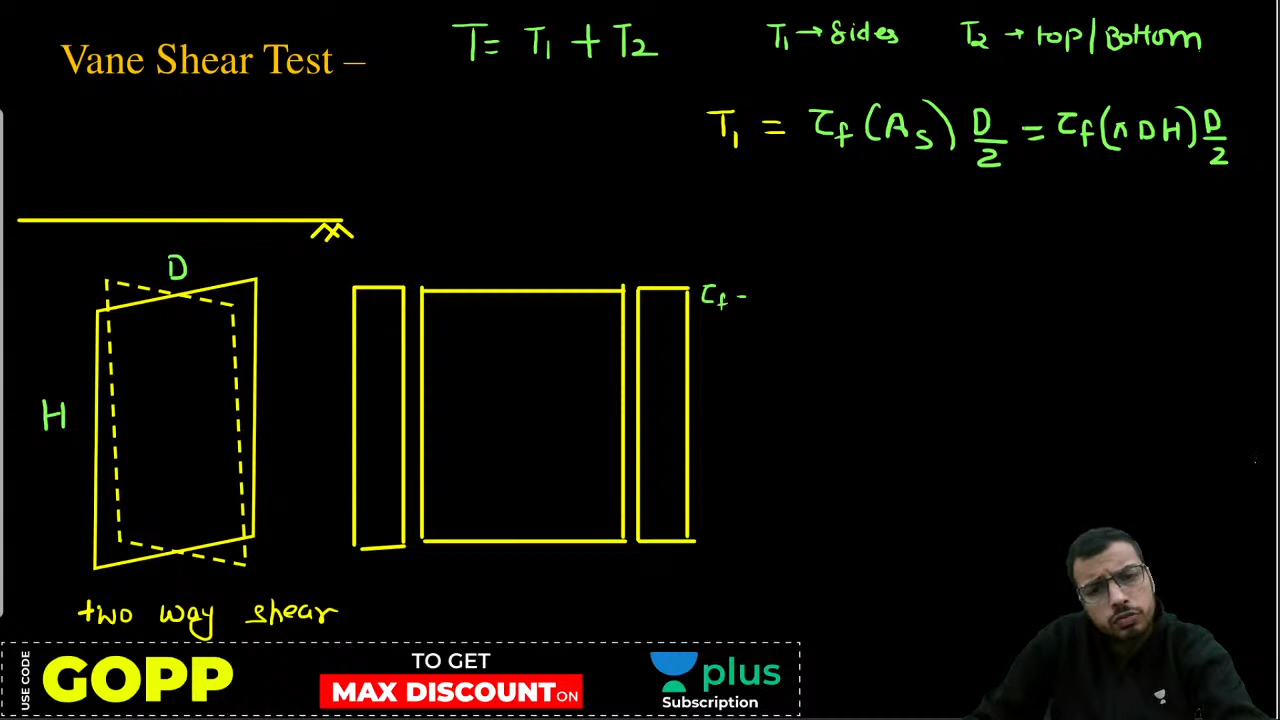 Vane Shear Test –
T = T₁ + T₂
T₁ → sides
T₂ → top/Bottom
T₁ = τf (As) D/2 = τf (π D H) D/2
D
H
τf -
two way shear
USE CODE
GOPP
TO GET
MAX DISCOUNT ON
plus
Subscription